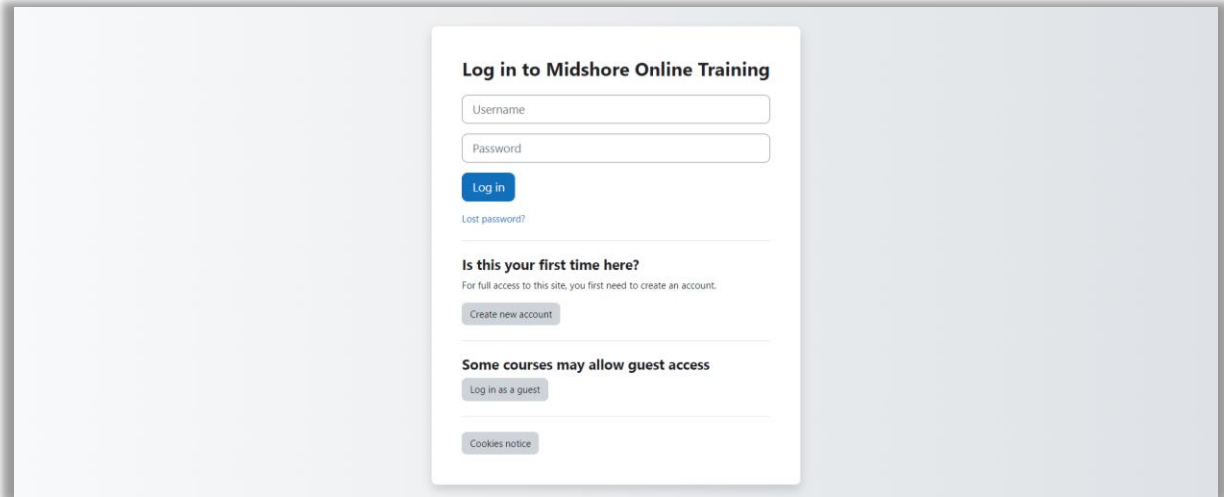 Log in to Midshore Online Training
Username
Password
Log in
Lost password?
Is this your first time here?
For full access to this site, you first need to create an account.
Create new account
Some courses may allow guest access
Log in as a guest
Cookies notice